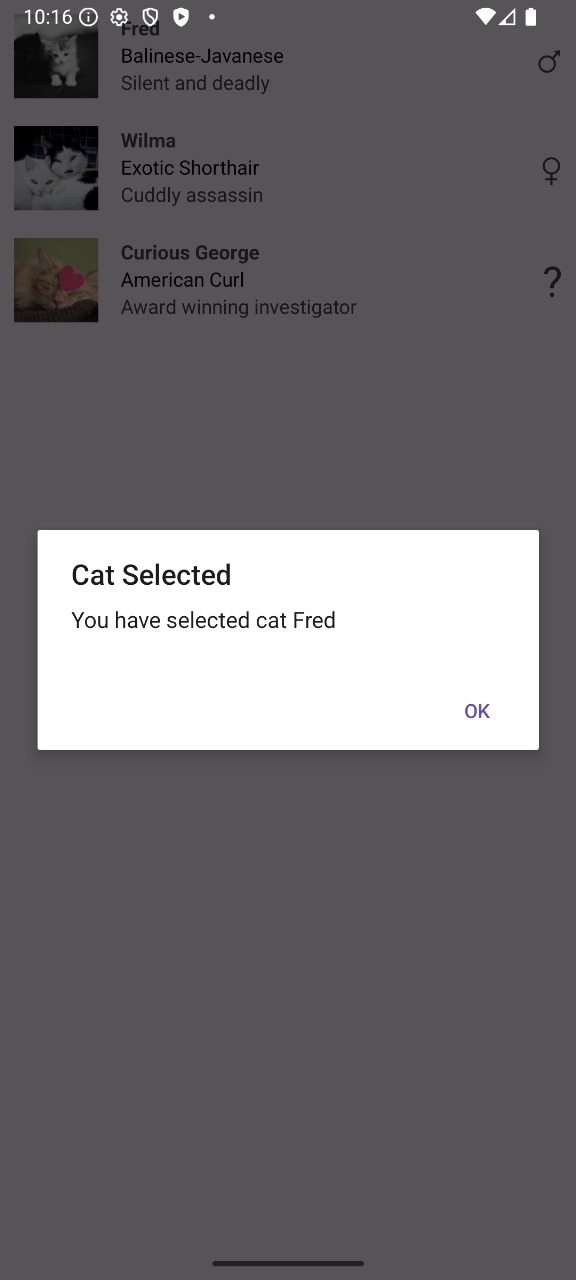 10:16
Fred
Balinese-Javanese
Silent and deadly
Wilma
Exotic Shorthair
Cuddly assassin
Curious George
American Curl
Award winning investigator
?
Cat Selected
You have selected cat Fred
OK